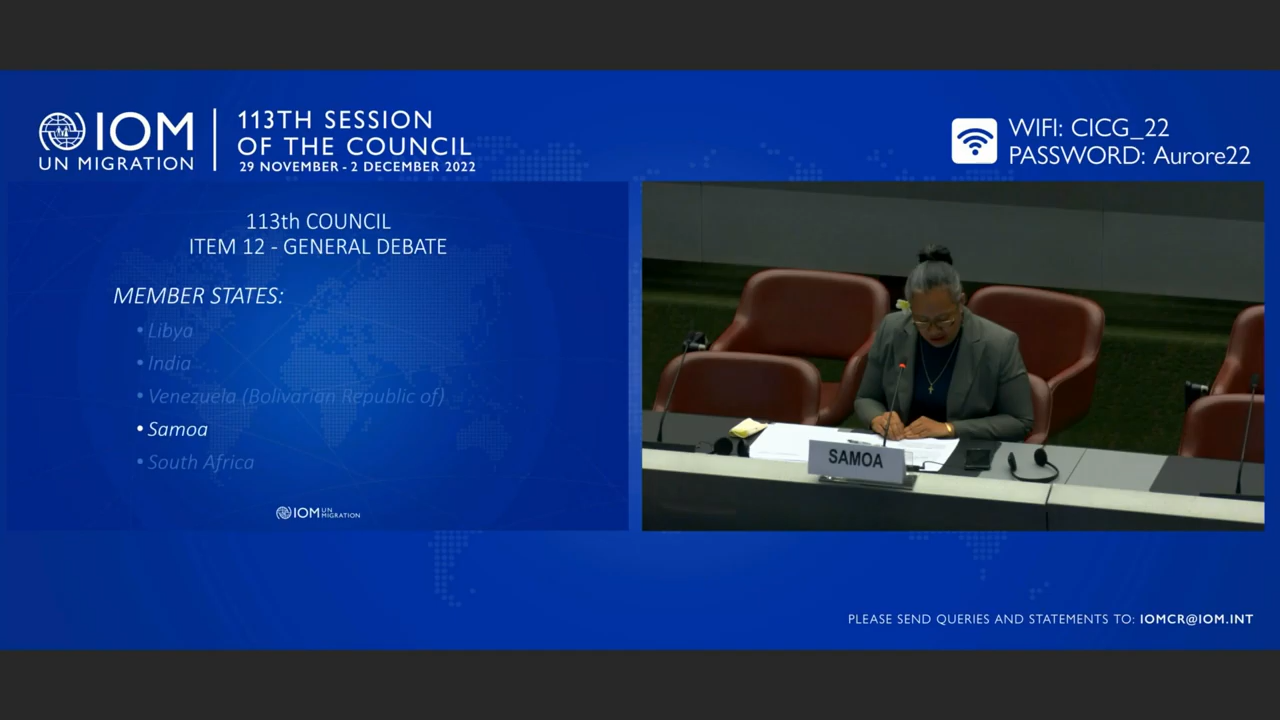 IOM
UN MIGRATION
113TH SESSION
OF THE COUNCIL
29 NOVEMBER - 2 DECEMBER 2022
WIFI: CICG_22
PASSWORD: Aurore22
113th COUNCIL
ITEM 12 - GENERAL DEBATE
MEMBER STATES:
• Libya
• India
• Venezuela (Bolivarian Republic of)
• Samoa
• South Africa
IOM UN
MIGRATION
SAMOA
PLEASE SEND QUERIES AND STATEMENTS TO: IOMCR@IOM.INT